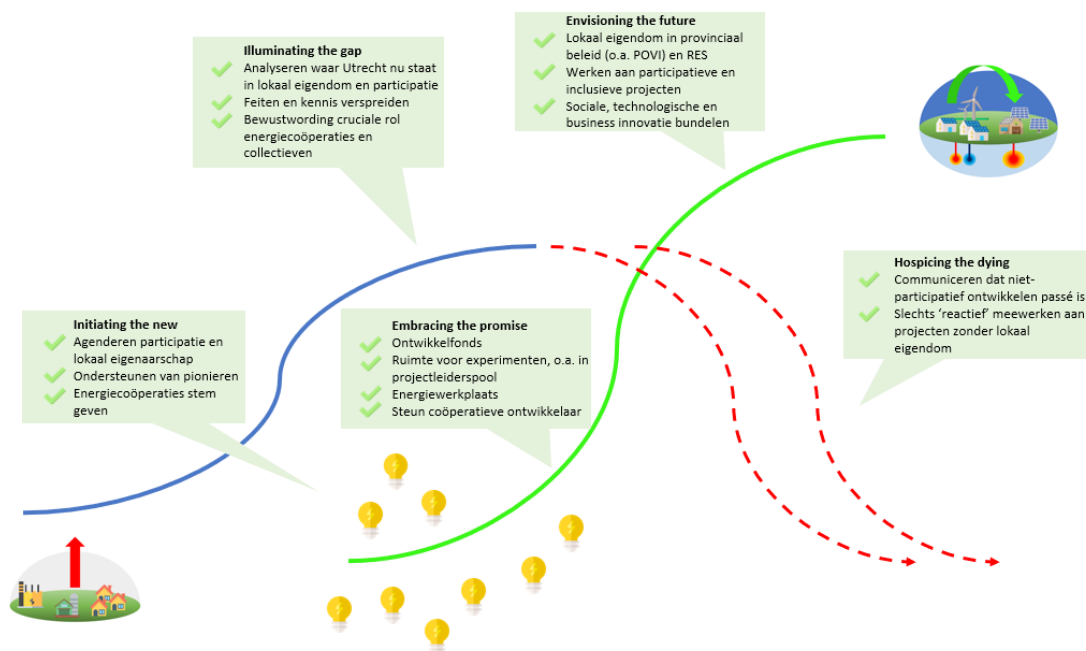 Illuminating the gap
Analyseren waar Utrecht nu staat
in lokaal eigendom en participatie
Feiten en kennis verspreiden
Bewustwording cruciale rol
energiecoöperaties en
collectieven
Envisioning the future
Lokaal eigendom in provinciaal
beleid (o.a. POVI) en RES
Werken aan participatieve en
inclusieve projecten
Sociale, technologische en
business innovatie bundelen
Initiating the new
Agenderen participatie en
lokaal eigenaarschap
Ondersteunen van pionieren
Energiecoöperaties stem
geven
Embracing the promise
Ontwikkelfonds
Ruimte voor experimenten, o.a. in
projectleiderspool
Energiewerkplaats
Steun coöperatieve ontwikkelaar
Hospicing the dying
Communiceren dat niet-
participatief ontwikkelen passé is
Slechts ‘reactief’ meewerken aan
projecten zonder lokaal
eigendom